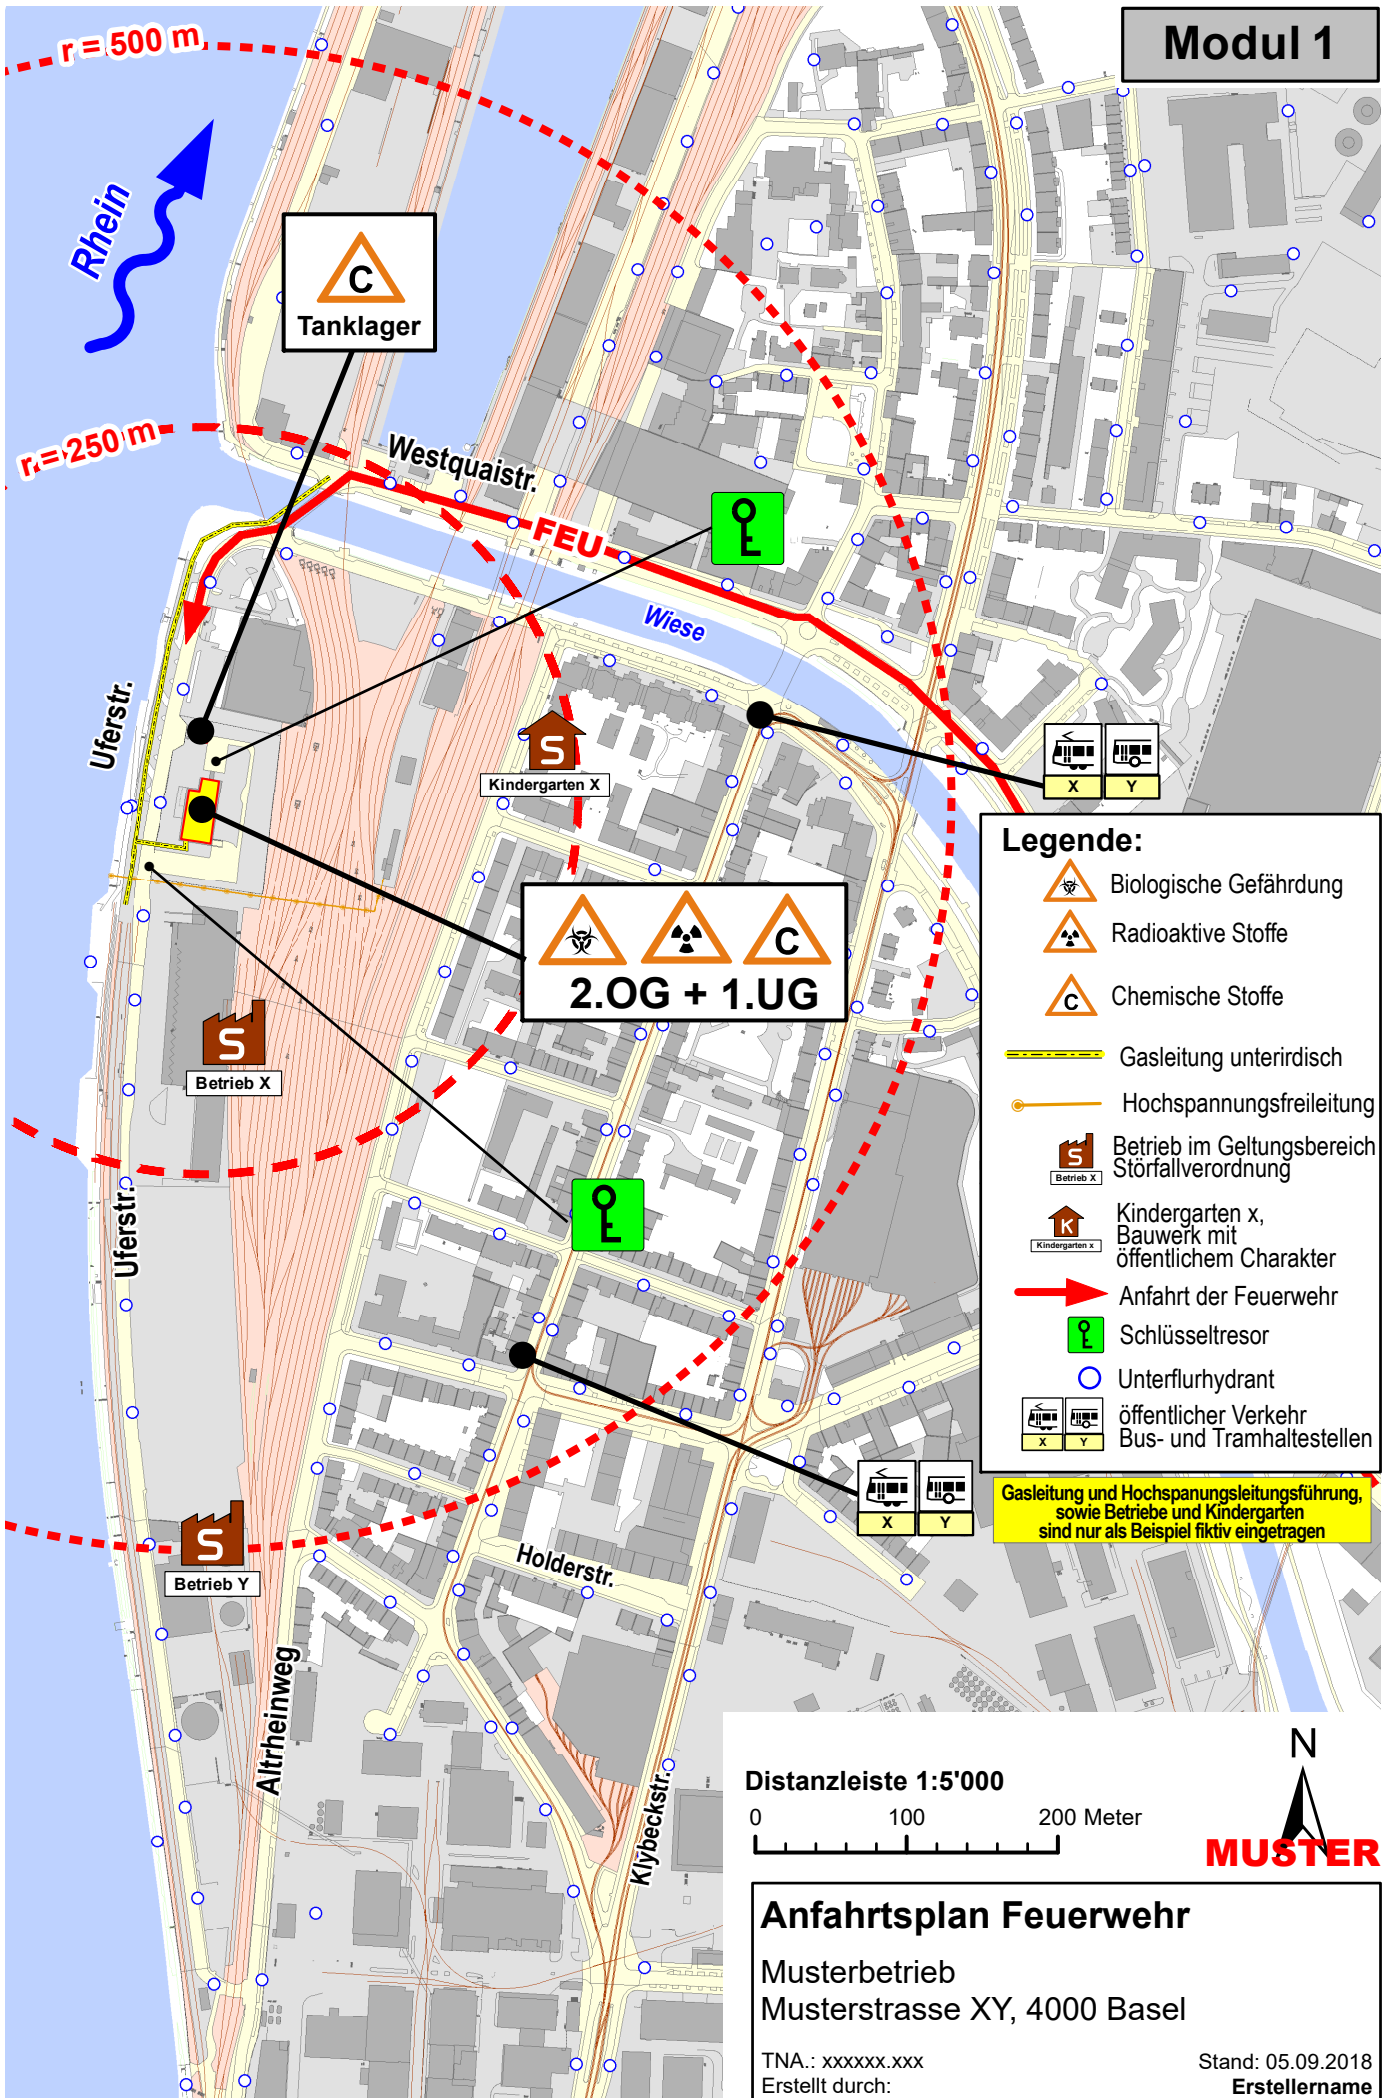 Modul 1
r = 500 m
Rhein
C
Tanklager
r = 250 m
Westquaistr.
FEU
Wiese
Uferstr.
S
Kindergarten X
X
Y
2.OG + 1.UG
C
S
Betrieb X
Uferstr.
X
Y
S
Betrieb Y
Holderstr.
Altrheinweg
Klybeckstr.
Legende:
Biologische Gefährdung
Radioaktive Stoffe
C
Chemische Stoffe
Gasleitung unterirdisch
Hochspannungsfreileitung
S
Betrieb X
Betrieb im Geltungsbereich
Störfallverordnung
K
Kindergarten x
Kindergarten x,
Bauwerk mit
öffentlichem Charakter
Anfahrt der Feuerwehr
Schlüsseltresor
Unterflurhydrant
X
Y
öffentlicher Verkehr
Bus- und Tramhaltestellen
Gasleitung und Hochspanungsleitungsführung,
sowie Betriebe und Kindergarten
sind nur als Beispiel fiktiv eingetragen
N
Distanzleiste 1:5'000
0 100 200 Meter
MUSTER
Anfahrtsplan Feuerwehr
Musterbetrieb
Musterstrasse XY, 4000 Basel
TNA.: xxxxxx.xxx
Stand: 05.09.2018
Erstellt durch:
Erstellername